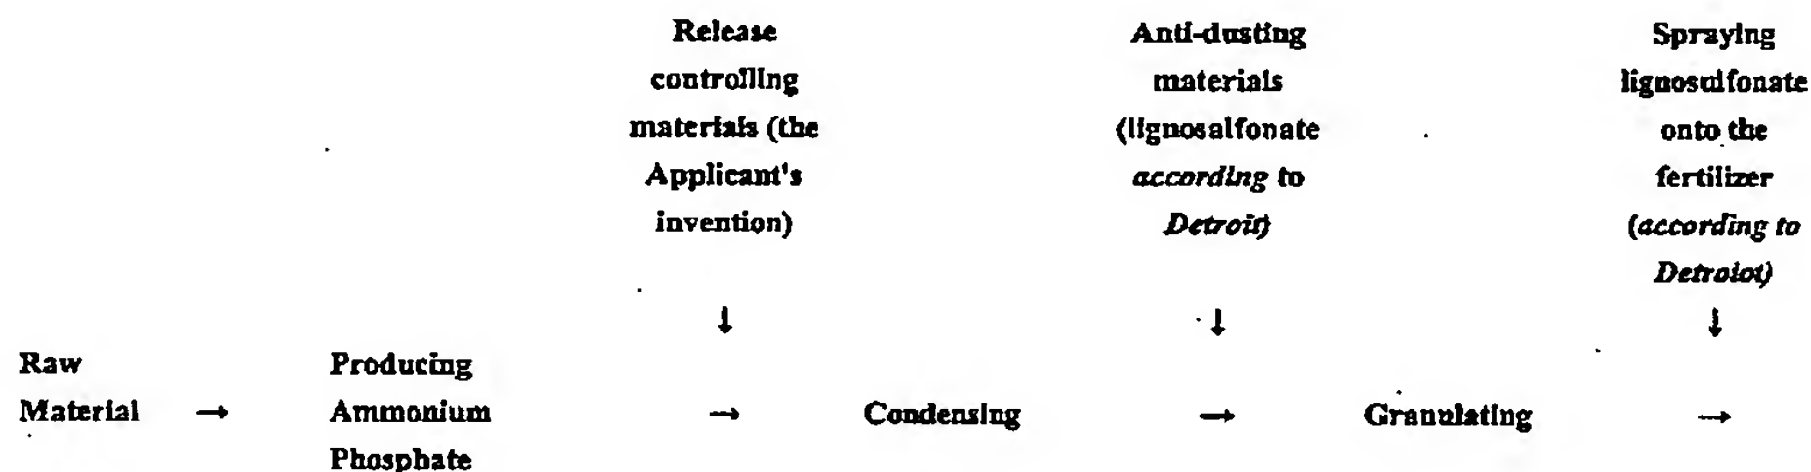 Release
controlling
materials (the
Applicant's
invention)
↓
Anti-dusting
materials
(lignosalfonate
according to
Detroit)
↓
Spraying
lignosulfonate
onto the
fertilizer
(according to
Detroiot)
↓
Raw
Material
→
Producing
Ammonium
Phosphate
→
Condensing
→
Granulating
→